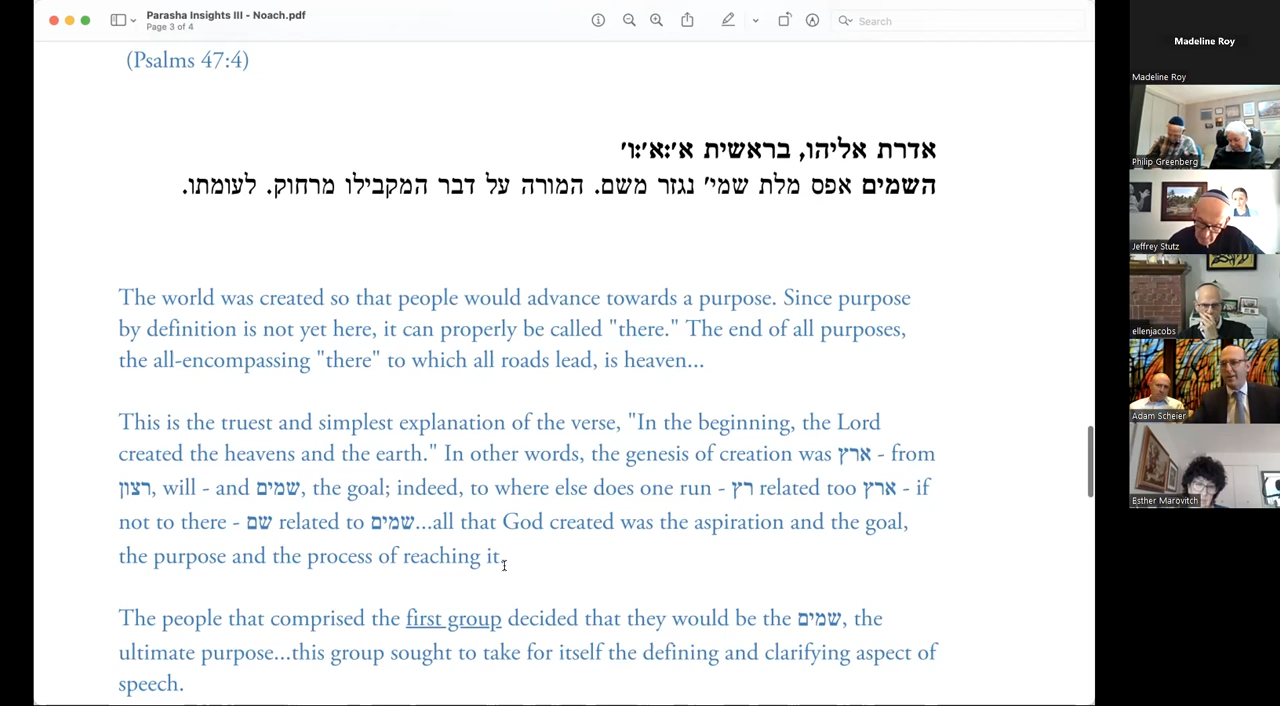 Parasha Insights III - Noach.pdf
Page 3 of 4
Search
(Psalms 47:4)
אדרת אליהו, בראשית א׳:א׳:ו׳
השמים אפס מלת שמי׳ נגזר משם. המורה על דבר המקבילו מרחוק. לעומתו.
The world was created so that people would advance towards a purpose. Since purpose
by definition is not yet here, it can properly be called "there." The end of all purposes,
the all-encompassing "there" to which all roads lead, is heaven...
This is the truest and simplest explanation of the verse, "In the beginning, the Lord
created the heavens and the earth." In other words, the genesis of creation was ארץ - from
רצון, will - and שמים, the goal; indeed, to where else does one run - רץ related too ארץ - if
not to there - שם related to שמים...all that God created was the aspiration and the goal,
the purpose and the process of reaching it.
The people that comprised the first group decided that they would be the שמים, the
ultimate purpose...this group sought to take for itself the defining and clarifying aspect of
speech.
Madeline Roy
Madeline Roy
Philip Greenberg
Jeffrey Stutz
ellenjacobs
Adam Scheier
Esther Marovitch